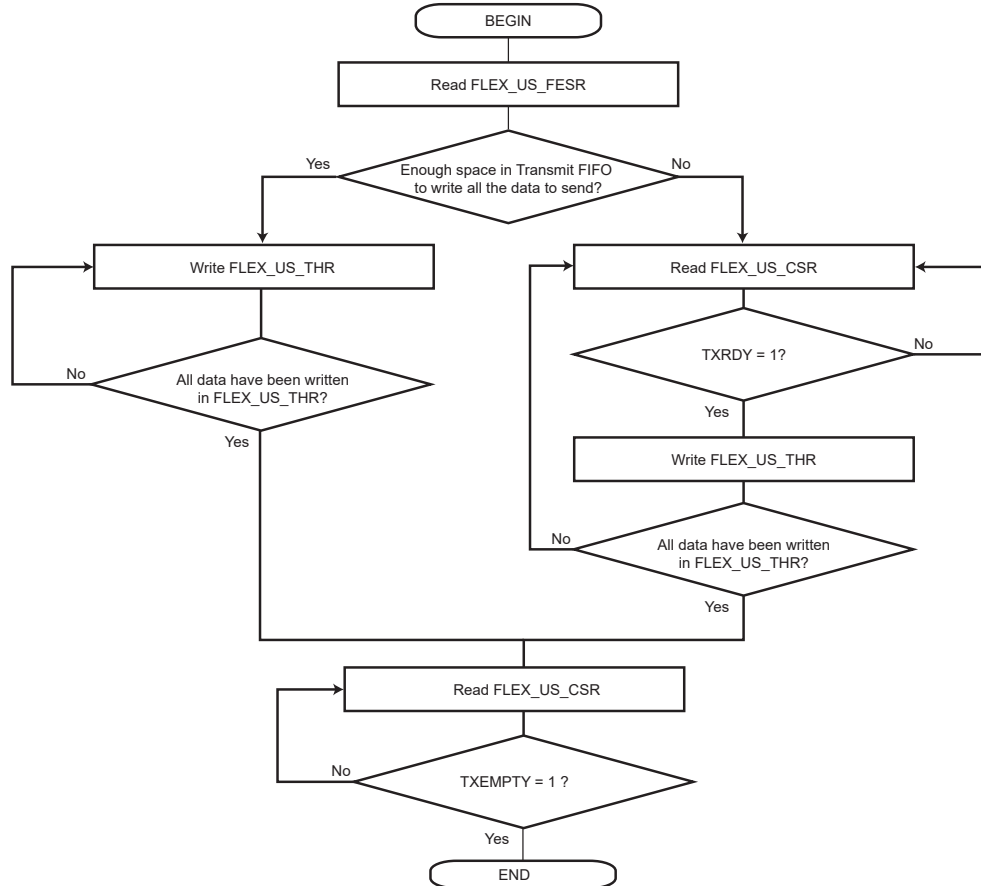 BEGIN
Read FLEX_US_FESR
Yes
No
Enough space in Transmit FIFO
to write all the data to send?
Write FLEX_US_THR
Read FLEX_US_CSR
No
TXRDY = 1?
No
All data have been written
in FLEX_US_THR?
Yes
Yes
Write FLEX_US_THR
No
All data have been written
in FLEX_US_THR?
Yes
Read FLEX_US_CSR
No
TXEMPTY = 1 ?
Yes
END